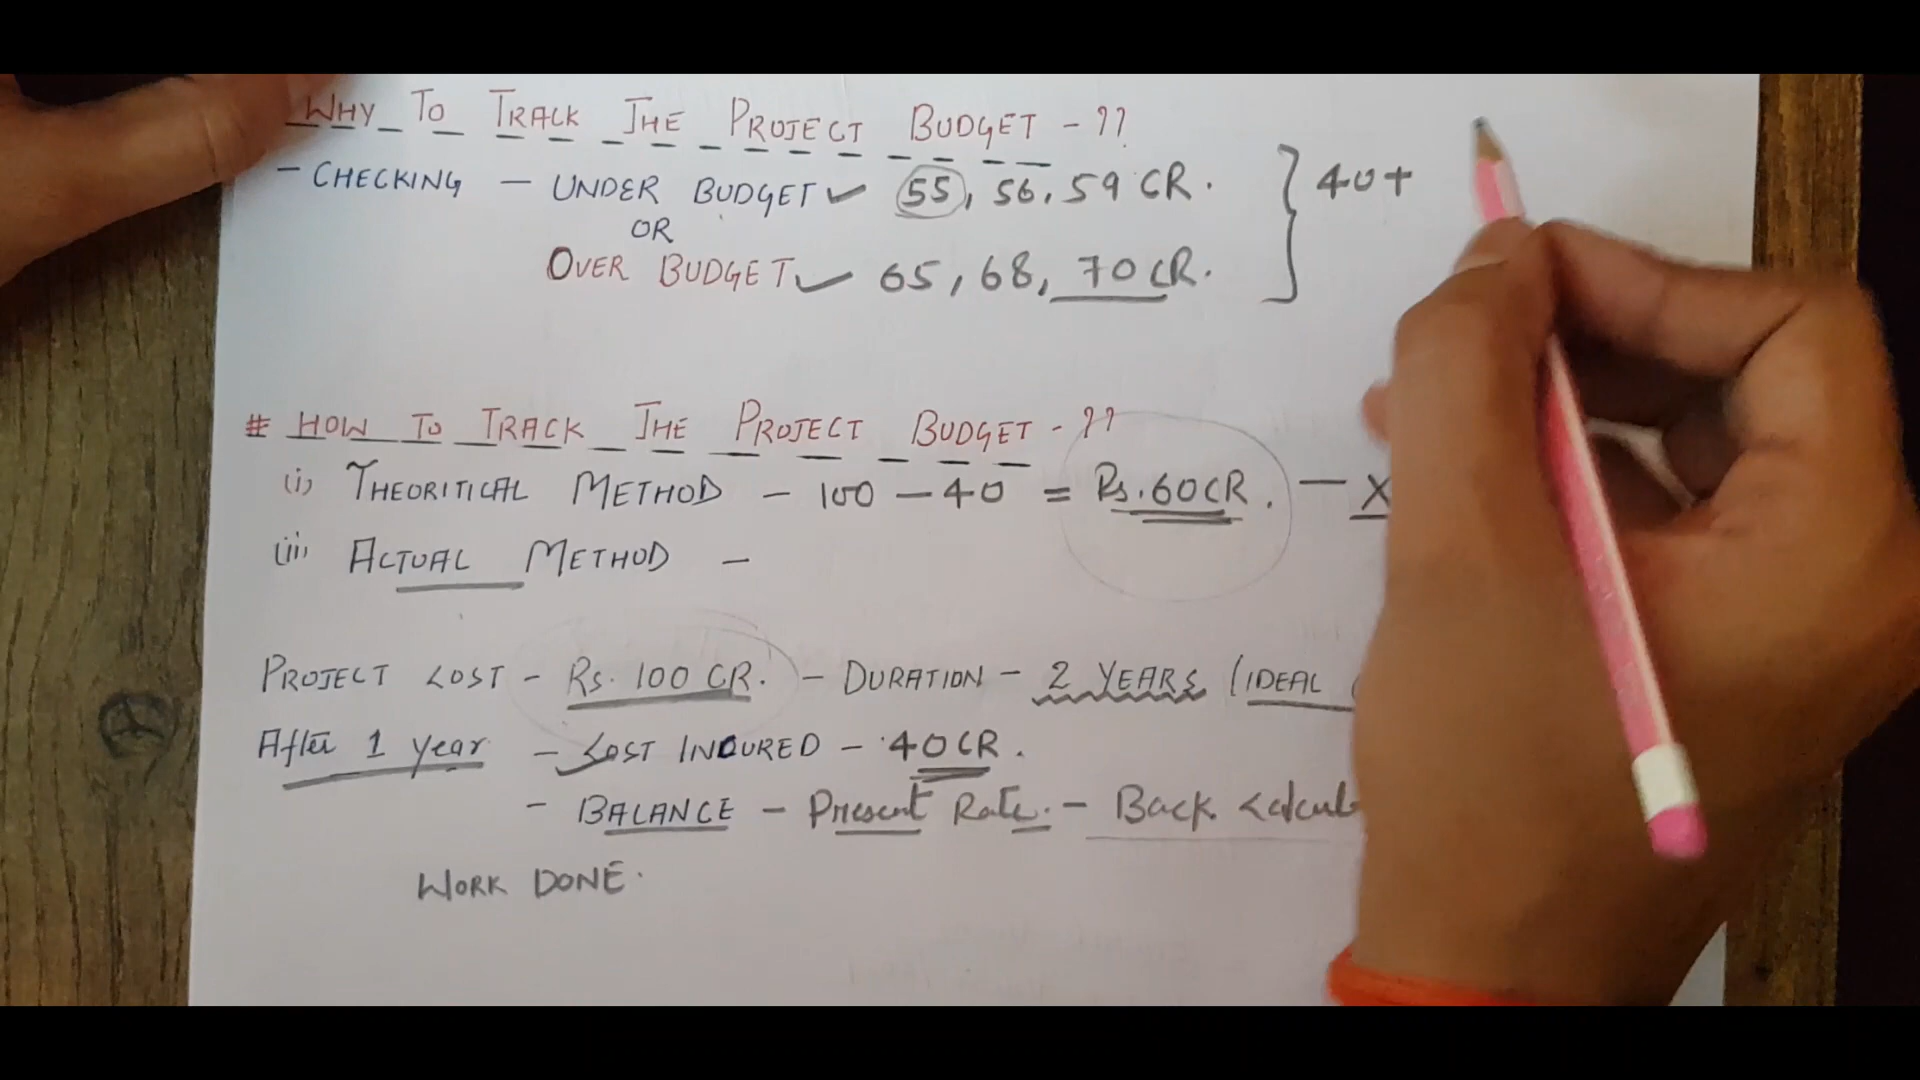 WHY TO TRACK THE PROJECT BUDGET - ??
- CHECKING - UNDER BUDGET ✓ 55, 56, 59 CR. } 40+
OR
OVER BUDGET ✓ 65, 68, 70 CR.
# HOW TO TRACK THE PROJECT BUDGET - ??
(i) THEORITICAL METHOD - 100 - 40 = Rs. 60 CR. - X
(ii) ACTUAL METHOD -
PROJECT COST - Rs. 100 CR. - DURATION - 2 YEARS (IDEAL
After 1 year - COST INCURED - 40 CR.
- BALANCE - Present Rate. - Back
WORK DONE.